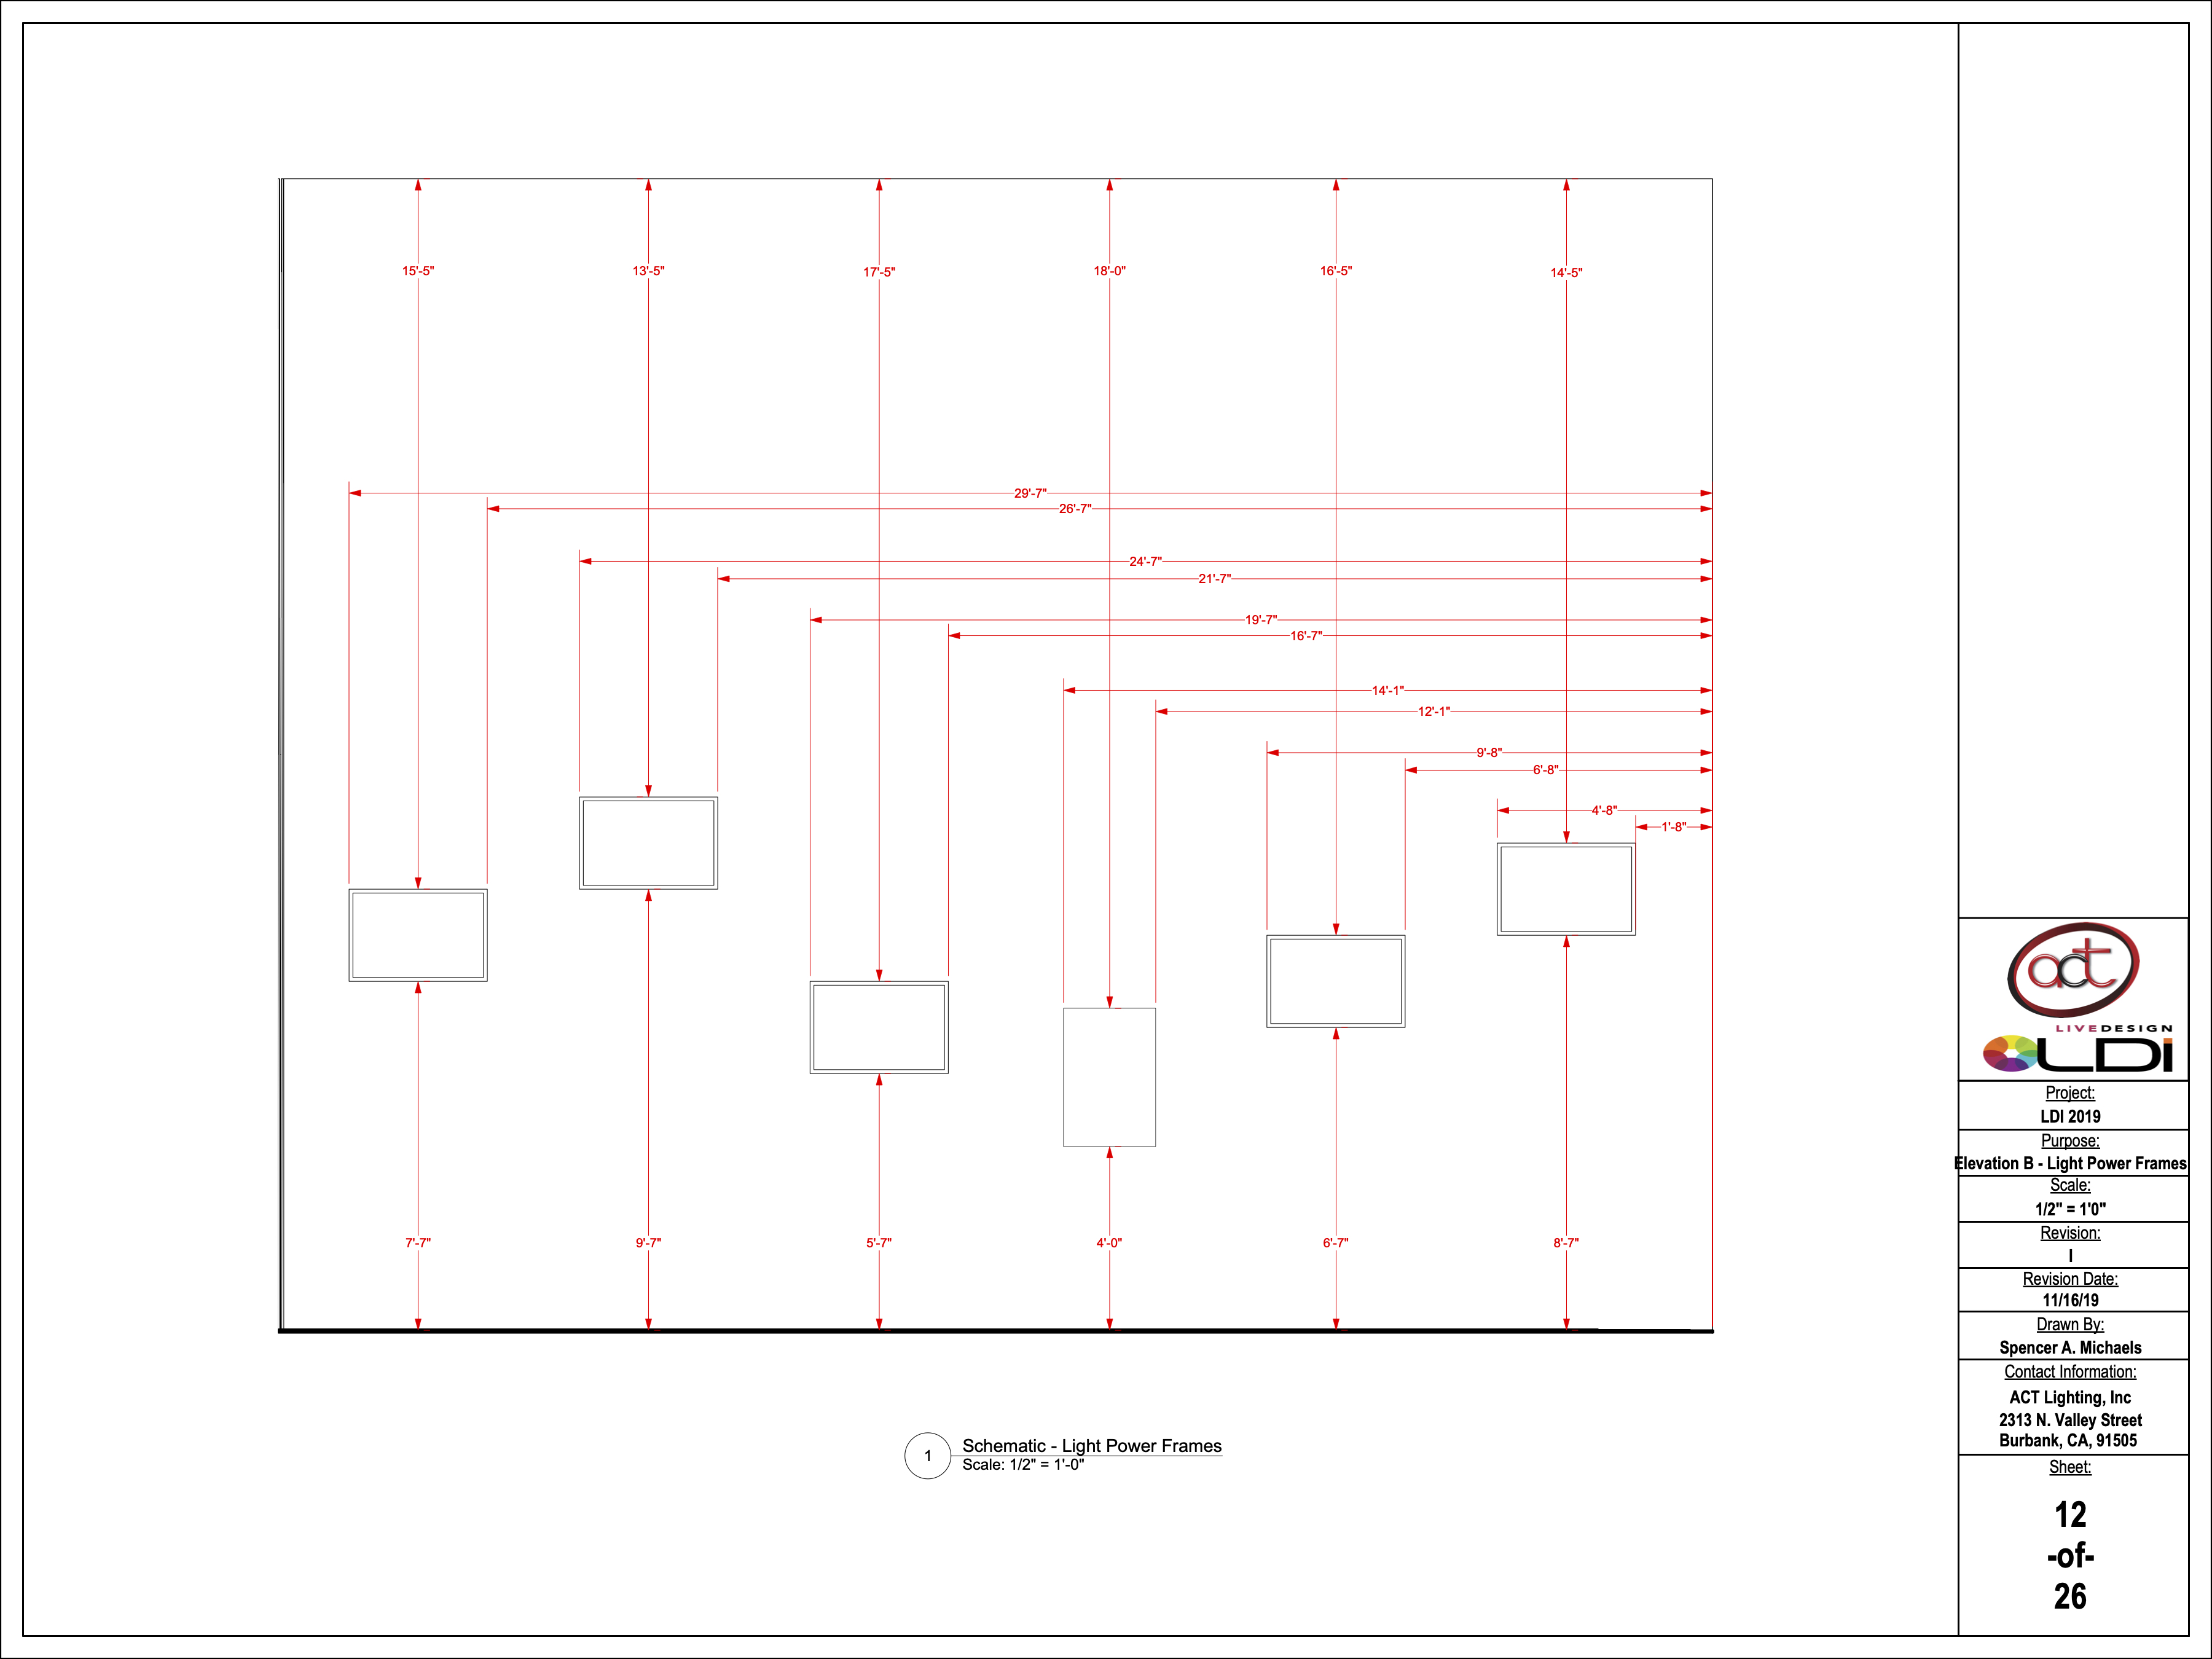 15'-5"
13'-5"
17'-5"
18'-0"
16'-5"
14'-5"
29'-7"
26'-7"
24'-7"
21'-7"
19'-7"
16'-7"
14'-1"
12'-1"
9'-8"
6'-8"
4'-8"
1'-8"
7'-7"
9'-7"
5'-7"
4'-0"
6'-7"
8'-7"
1
Schematic - Light Power Frames
Scale: 1/2" = 1'-0"
act
LIVEDESIGN
LDI
Project:
LDI 2019
Purpose:
Elevation B - Light Power Frames
Scale:
1/2" = 1'0"
Revision:
I
Revision Date:
11/16/19
Drawn By:
Spencer A. Michaels
Contact Information:
ACT Lighting, Inc
2313 N. Valley Street
Burbank, CA, 91505
Sheet:
12
-of-
26